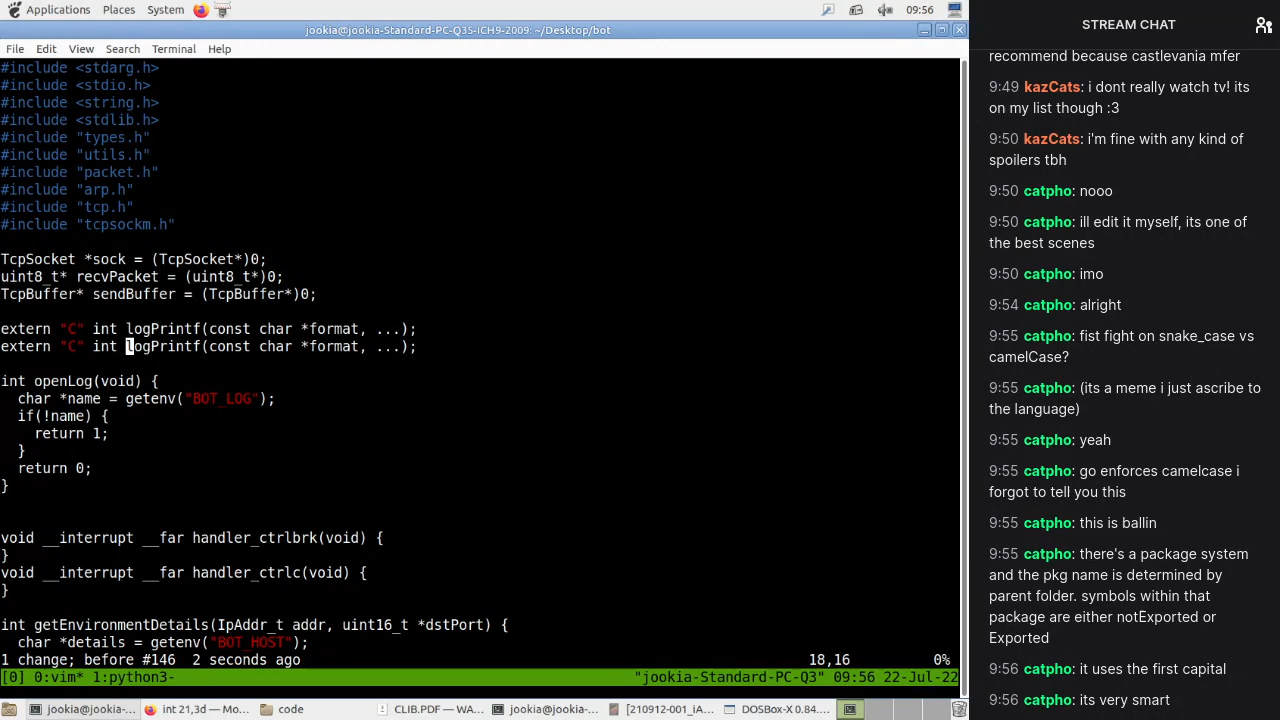 Applications Places System 09:56
jookia@jookia-Standard-PC-Q35-ICH9-2009: ~/Desktop/bot
File Edit View Search Terminal Help
#include <stdarg.h>
#include <stdio.h>
#include <string.h>
#include <stdlib.h>
#include "types.h"
#include "utils.h"
#include "packet.h"
#include "arp.h"
#include "tcp.h"
#include "tcpsockm.h"
TcpSocket *sock = (TcpSocket*)0;
uint8_t* recvPacket = (uint8_t*)0;
TcpBuffer* sendBuffer = (TcpBuffer*)0;
extern "C" int logPrintf(const char *format, ...);
extern "C" int logPrintf(const char *format, ...);
int openLog(void) {
  char *name = getenv("BOT_LOG");
  if(!name) {
    return 1;
  }
  return 0;
}
void __interrupt __far handler_ctrlbrk(void) {
}
void __interrupt __far handler_ctrlc(void) {
}
int getEnvironmentDetails(IpAddr_t addr, uint16_t *dstPort) {
  char *details = getenv("BOT_HOST");
1 change; before #146  2 seconds ago 18,16 0%
[0] 0:vim* 1:python3- "jookia-Standard-PC-Q3" 09:56 22-Jul-22
jookia@jookia-... int 21,3d — Mo... code CLIB.PDF — WA... jookia@jookia-... [210912-001_iA... DOSBox-X 0.84....
STREAM CHAT
recommend because castlevania mfer
9:49 kazCats: i dont really watch tv! its
on my list though :3
9:50 kazCats: i'm fine with any kind of
spoilers tbh
9:50 catpho: nooo
9:50 catpho: ill edit it myself, its one of
the best scenes
9:50 catpho: imo
9:54 catpho: alright
9:55 catpho: fist fight on snake_case vs
camelCase?
9:55 catpho: (its a meme i just ascribe to
the language)
9:55 catpho: yeah
9:55 catpho: go enforces camelcase i
forgot to tell you this
9:55 catpho: this is ballin
9:55 catpho: there's a package system
and the pkg name is determined by
parent folder. symbols within that
package are either notExported or
Exported
9:56 catpho: it uses the first capital
9:56 catpho: its very smart